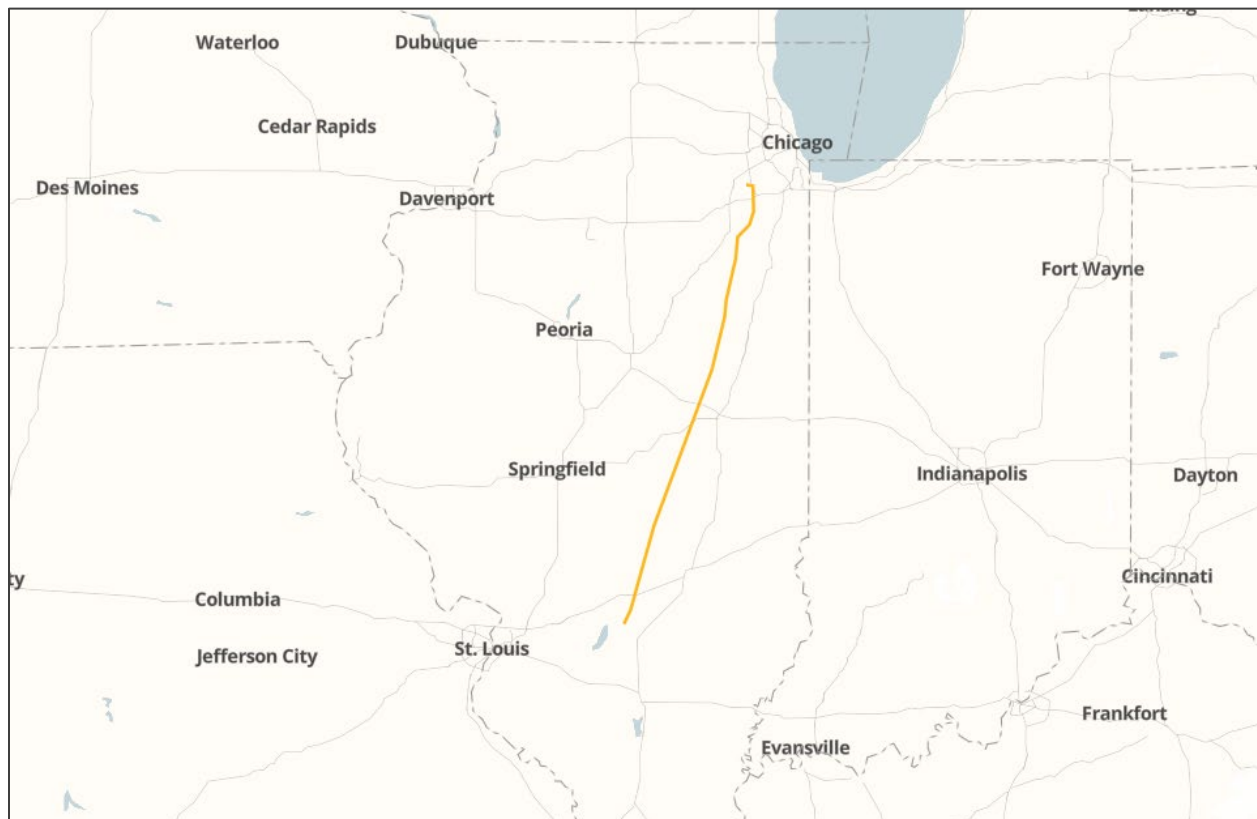 Waterloo
Dubuque
Cedar Rapids
Chicago
Des Moines
Davenport
Fort Wayne
Peoria
Springfield
Indianapolis
Dayton
ty
Cincinnati
Columbia
St. Louis
Jefferson City
Frankfort
Evansville